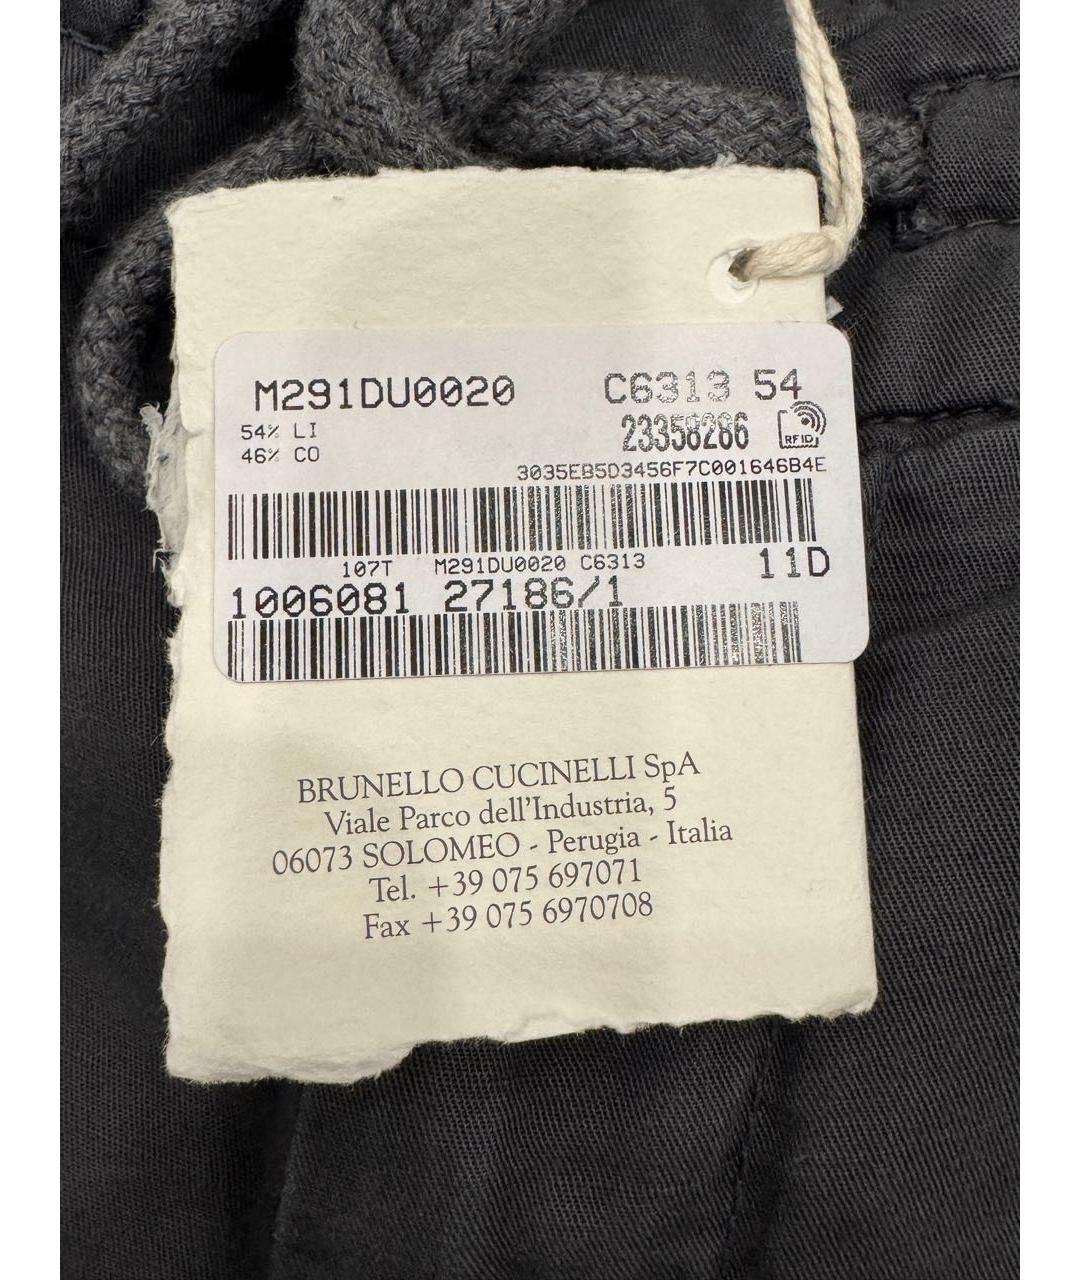 M291DU0020 C6313 54
54% LI 23358286 RFID
46% CO
3035EB5D3456F7C001646B4E
107T M291DU0020 C6313 11D
1006081 27186/1
BRUNELLO CUCINELLI SpA
Viale Parco dell'Industria, 5
06073 SOLOMEO - Perugia - Italia
Tel. +39 075 697071
Fax +39 075 6970708